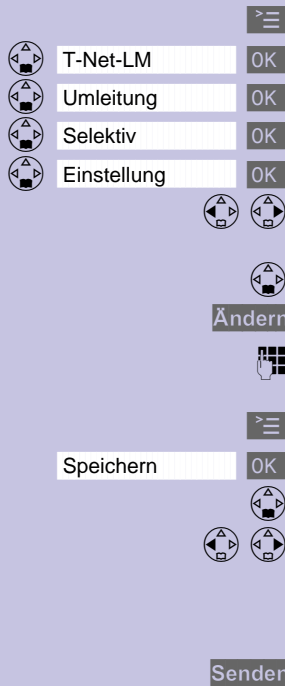 T-Net-LM OK
Umleitung OK
Selektiv OK
Einstellung OK
Ändern
Speichern OK
Senden